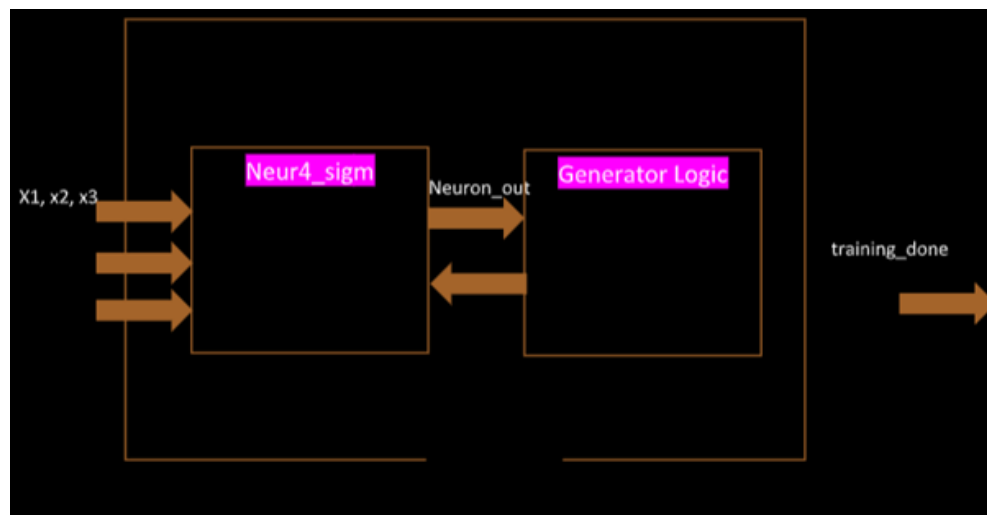 Neur4_sigm
Generator Logic
X1, x2, x3
Neuron_out
training_done